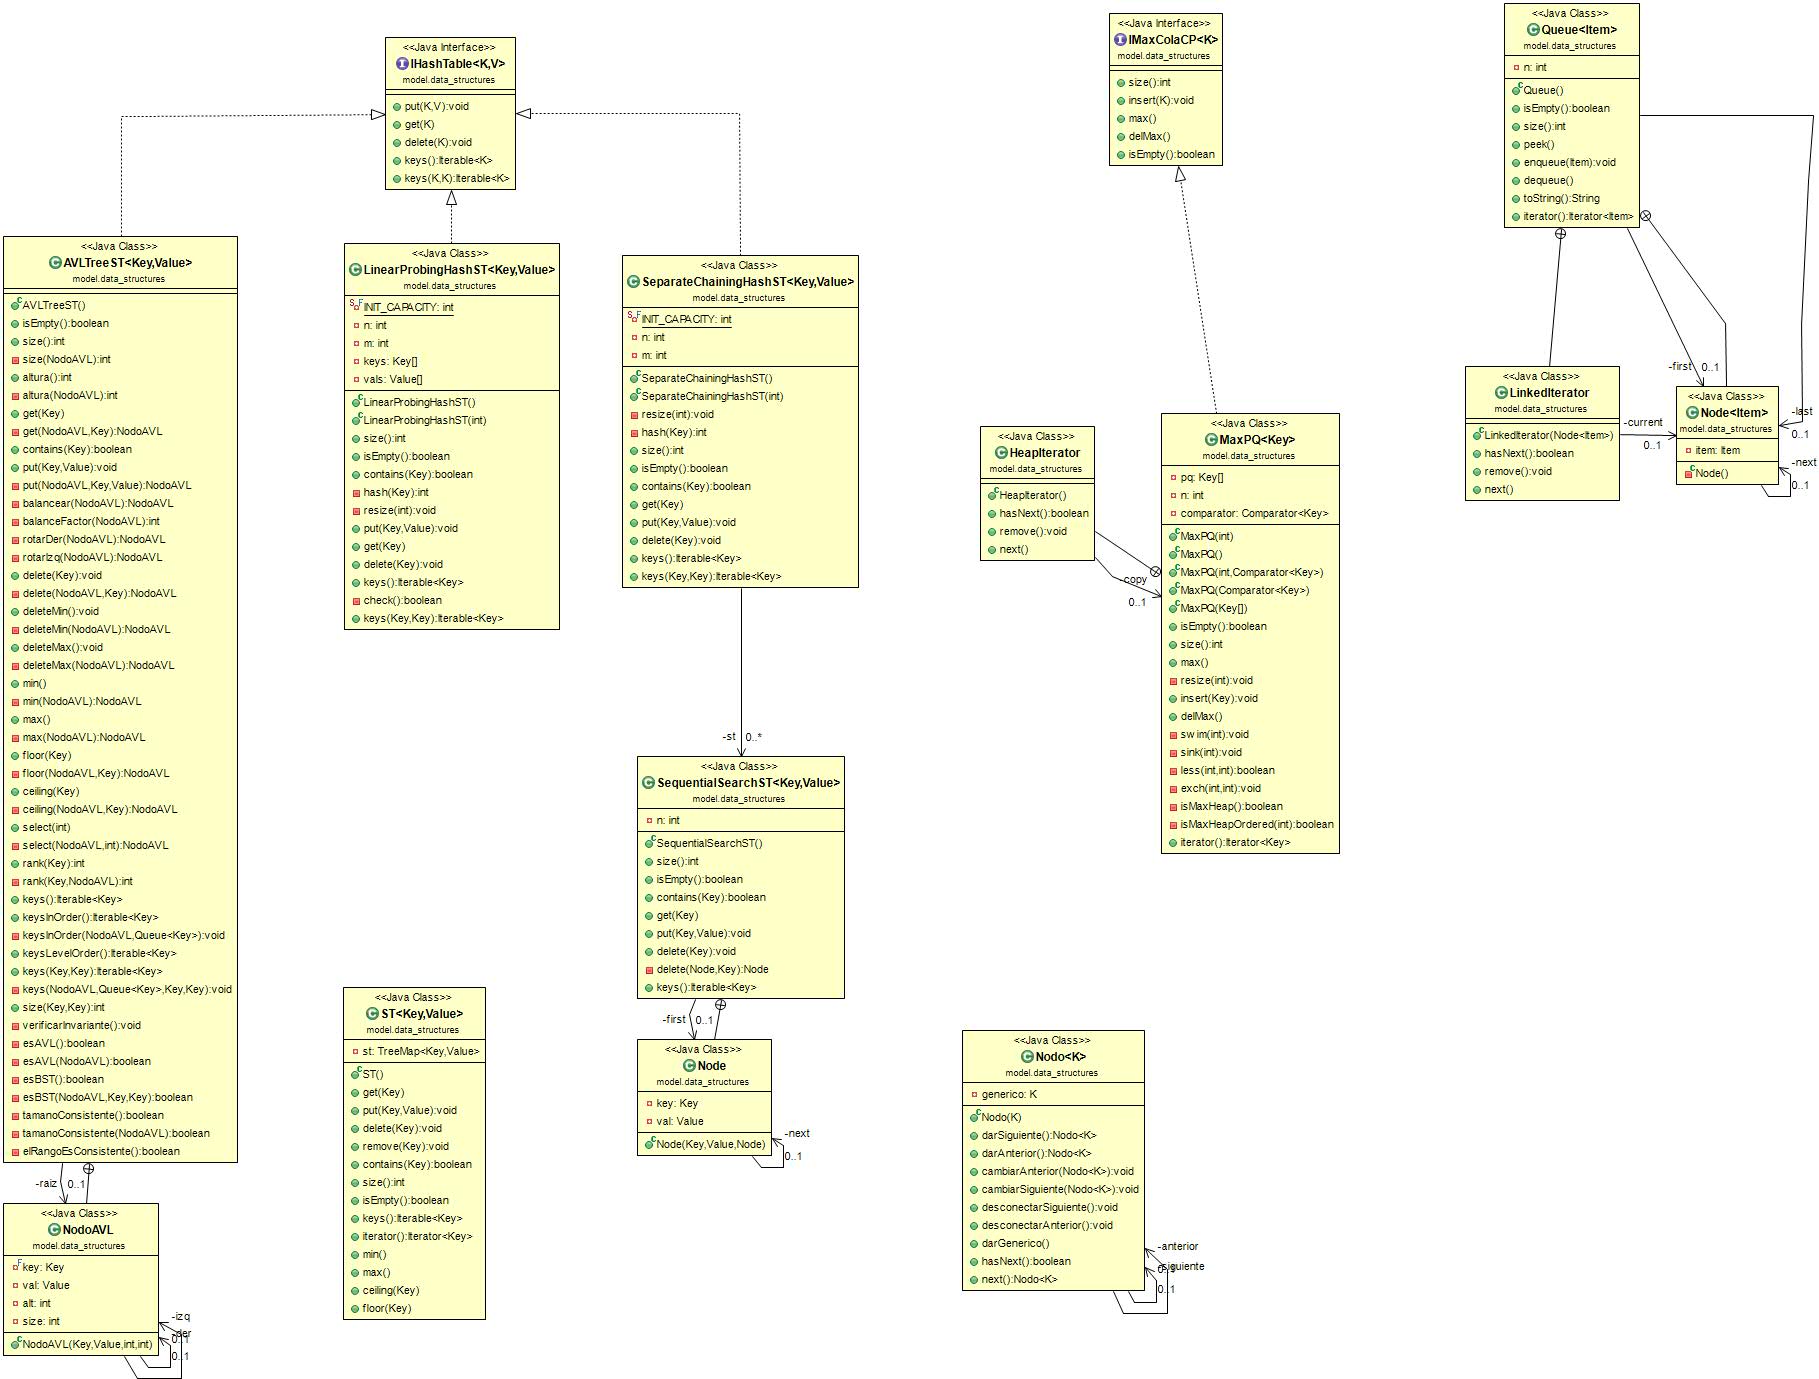 <<Java Interface>>
IHashTable<K,V>
model.data_structures
put(K,V):void
get(K)
delete(K):void
keys():Iterable<K>
keys(K,K):Iterable<K>
<<Java Interface>>
IMaxColaCP<K>
model.data_structures
size():int
insert(K):void
max()
delMax()
isEmpty():boolean
<<Java Class>>
Queue<Item>
model.data_structures
n: int
Queue()
isEmpty():boolean
size():int
peek()
enqueue(Item):void
dequeue()
toString():String
iterator():Iterator<Item>
<<Java Class>>
AVLTreeST<Key,Value>
model.data_structures
AVLTreeST()
isEmpty():boolean
size():int
size(NodoAVL):int
altura():int
altura(NodoAVL):int
get(Key)
get(NodoAVL,Key):NodoAVL
contains(Key):boolean
put(Key,Value):void
put(NodoAVL,Key,Value):NodoAVL
balancear(NodoAVL):NodoAVL
balanceFactor(NodoAVL):int
rotarDer(NodoAVL):NodoAVL
rotarIzq(NodoAVL):NodoAVL
delete(Key):void
delete(NodoAVL,Key):NodoAVL
deleteMin():void
deleteMin(NodoAVL):NodoAVL
deleteMax():void
deleteMax(NodoAVL):NodoAVL
min()
min(NodoAVL):NodoAVL
max()
max(NodoAVL):NodoAVL
floor(Key)
floor(NodoAVL,Key):NodoAVL
ceiling(Key)
ceiling(NodoAVL,Key):NodoAVL
select(int)
select(NodoAVL,int):NodoAVL
rank(Key):int
rank(Key,NodoAVL):int
keys():Iterable<Key>
keysInOrder():Iterable<Key>
keysInOrder(NodoAVL,Queue<Key>):void
keysLevelOrder():Iterable<Key>
keys(Key,Key):Iterable<Key>
keys(NodoAVL,Queue<Key>,Key,Key):void
size(Key,Key):int
verificarInvariante():void
esAVL():boolean
esAVL(NodoAVL):boolean
esBST():boolean
esBST(NodoAVL,Key,Key):boolean
tamanoConsistente():boolean
tamanoConsistente(NodoAVL):boolean
elRangoEsConsistente():boolean
-raiz 0..1
<<Java Class>>
NodoAVL
model.data_structures
key: Key
val: Value
alt: int
size: int
NodoAVL(Key,Value,int,int)
-izq
-der
0..1
0..1
<<Java Class>>
LinearProbingHashST<Key,Value>
model.data_structures
INIT_CAPACITY: int
n: int
m: int
keys: Key[]
vals: Value[]
LinearProbingHashST()
LinearProbingHashST(int)
size():int
isEmpty():boolean
contains(Key):boolean
hash(Key):int
resize(int):void
put(Key,Value):void
get(Key)
delete(Key):void
keys():Iterable<Key>
check():boolean
keys(Key,Key):Iterable<Key>
<<Java Class>>
SeparateChainingHashST<Key,Value>
model.data_structures
INIT_CAPACITY: int
n: int
m: int
SeparateChainingHashST()
SeparateChainingHashST(int)
resize(int):void
hash(Key):int
size():int
isEmpty():boolean
contains(Key):boolean
get(Key)
put(Key,Value):void
delete(Key):void
keys():Iterable<Key>
keys(Key,Key):Iterable<Key>
-st 0..*
<<Java Class>>
SequentialSearchST<Key,Value>
model.data_structures
n: int
SequentialSearchST()
size():int
isEmpty():boolean
contains(Key):boolean
get(Key)
put(Key,Value):void
delete(Key):void
delete(Node,Key):Node
keys():Iterable<Key>
-first 0..1
<<Java Class>>
Node
model.data_structures
key: Key
val: Value
Node(Key,Value,Node)
-next
0..1
<<Java Class>>
ST<Key,Value>
model.data_structures
st: TreeMap<Key,Value>
ST()
get(Key)
put(Key,Value):void
delete(Key):void
remove(Key):void
contains(Key):boolean
size():int
isEmpty():boolean
keys():Iterable<Key>
iterator():Iterator<Key>
min()
max()
ceiling(Key)
floor(Key)
<<Java Class>>
HeapIterator
model.data_structures
HeapIterator()
hasNext():boolean
remove():void
next()
-copy
0..1
<<Java Class>>
MaxPQ<Key>
model.data_structures
pq: Key[]
n: int
comparator: Comparator<Key>
MaxPQ(int)
MaxPQ()
MaxPQ(int,Comparator<Key>)
MaxPQ(Comparator<Key>)
MaxPQ(Key[])
isEmpty():boolean
size():int
max()
resize(int):void
insert(Key):void
delMax()
swim(int):void
sink(int):void
less(int,int):boolean
exch(int,int):void
isMaxHeap():boolean
isMaxHeapOrdered(int):boolean
iterator():Iterator<Key>
<<Java Class>>
LinkedIterator
model.data_structures
LinkedIterator(Node<Item>)
hasNext():boolean
remove():void
next()
-current
0..1
-first 0..1
<<Java Class>>
Node<Item>
model.data_structures
item: Item
Node()
-last
0..1
-next
0..1
<<Java Class>>
Nodo<K>
model.data_structures
generico: K
Nodo(K)
darSiguiente():Nodo<K>
darAnterior():Nodo<K>
cambiarAnterior(Nodo<K>):void
cambiarSiguiente(Nodo<K>):void
desconectarSiguiente():void
desconectarAnterior():void
darGenerico()
hasNext():boolean
next():Nodo<K>
-anterior
-siguiente
0..1
0..1